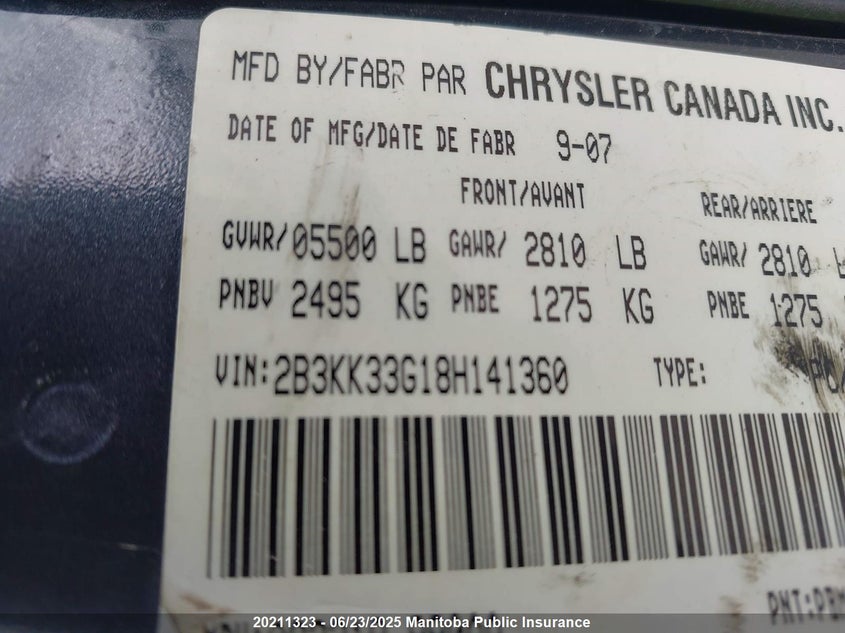 MFD BY/FABR PAR CHRYSLER CANADA INC.
DATE OF MFG/DATE DE FABR 9-07
FRONT/AVANT REAR/ARRIERE
GVWR/05500 LB GAWR/ 2810 LB GAWR/ 2810
PNBV 2495 KG PNBE 1275 KG PNBE 1275
VIN:2B3KK33G18H141360 TYPE:
20211323 - 06/23/2025 Manitoba Public Insurance